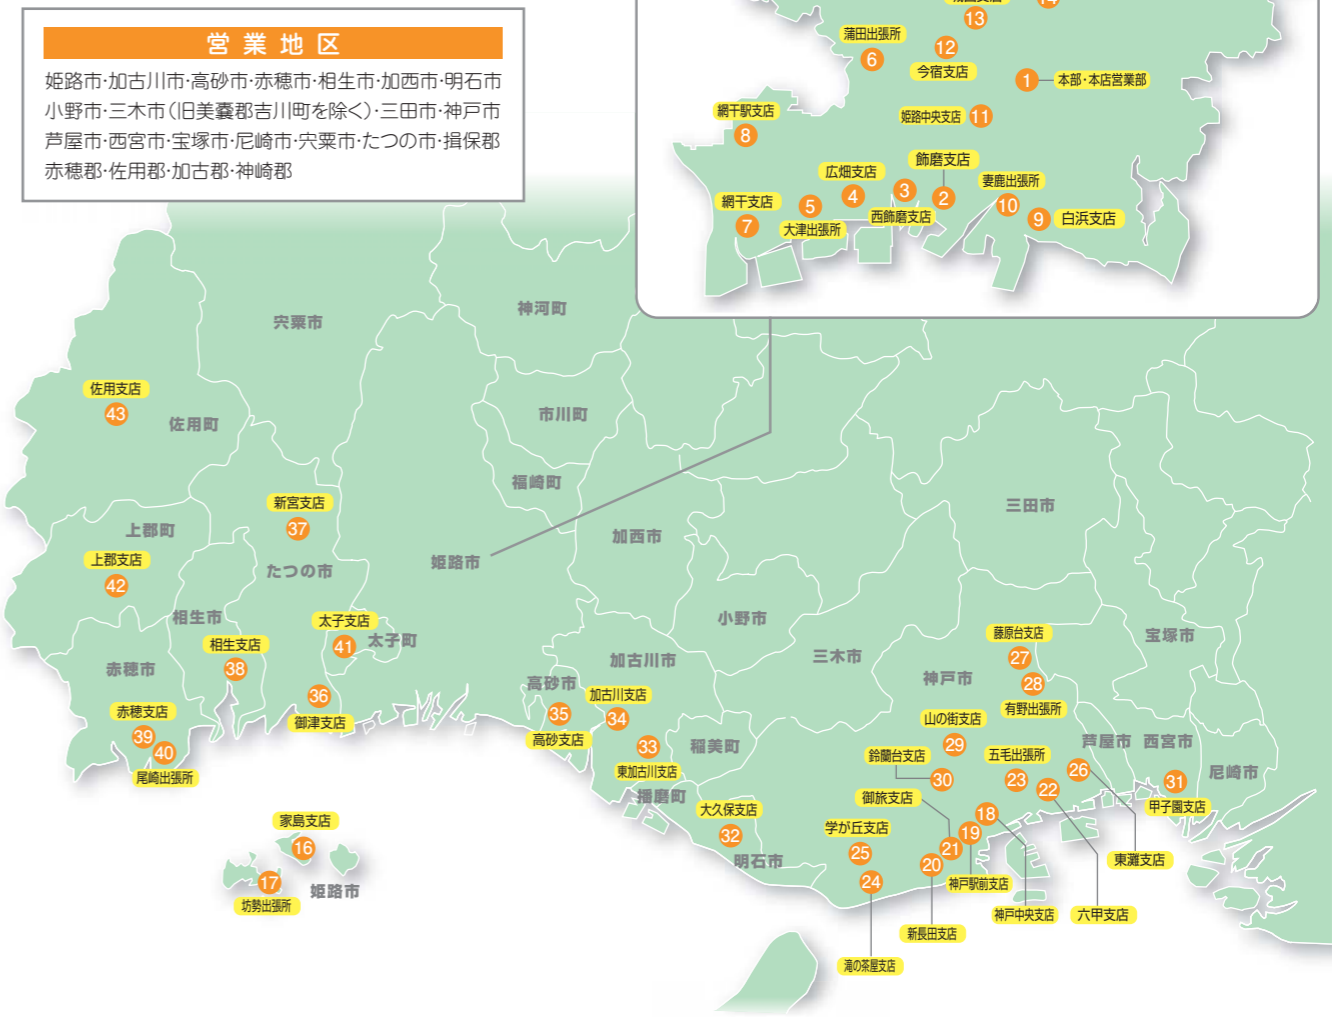 営業地区
姫路市・加古川市・高砂市・赤穂市・相生市・加西市・明石市
小野市・三木市（旧美嚢郡吉川町を除く）・三田市・神戸市
芦屋市・西宮市・宝塚市・尼崎市・宍粟市・たつの市・揖保郡
赤穂郡・佐用郡・加古郡・神崎郡
13
蒲田出張所
6
12
今宿支店
1
本部・本店営業部
網干駅支店
8
姫路中央支店
11
飾磨支店
広畑支店
妻鹿出張所
網干支店
7
5
大津出張所
4
3
西飾磨支店
2
10
9
白浜支店
神河町
宍粟市
佐用支店
43
佐用町
市川町
福崎町
新宮支店
37
三田市
上郡町
上郡支店
42
加西市
姫路市
たつの市
相生市
太子支店
41
太子町
小野市
藤原台支店
27
宝塚市
相生支店
38
赤穂市
加古川市
三木市
神戸市
28
有野出張所
高砂市
加古川支店
34
36
御津支店
35
高砂支店
赤穂支店
39
40
尾崎出張所
33
東加古川支店
稲美町
播磨町
山の街支店
29
鈴蘭台支店
30
五毛出張所
23
22
26
芦屋市
西宮市
尼崎市
31
甲子園支店
御旅支店
大久保支店
32
明石市
学が丘支店
25
24
18
19
21
20
神戸駅前支店
東灘支店
神戸中央支店
六甲支店
新長田支店
滝の茶屋支店
家島支店
16
17
坊勢出張所
姫路市